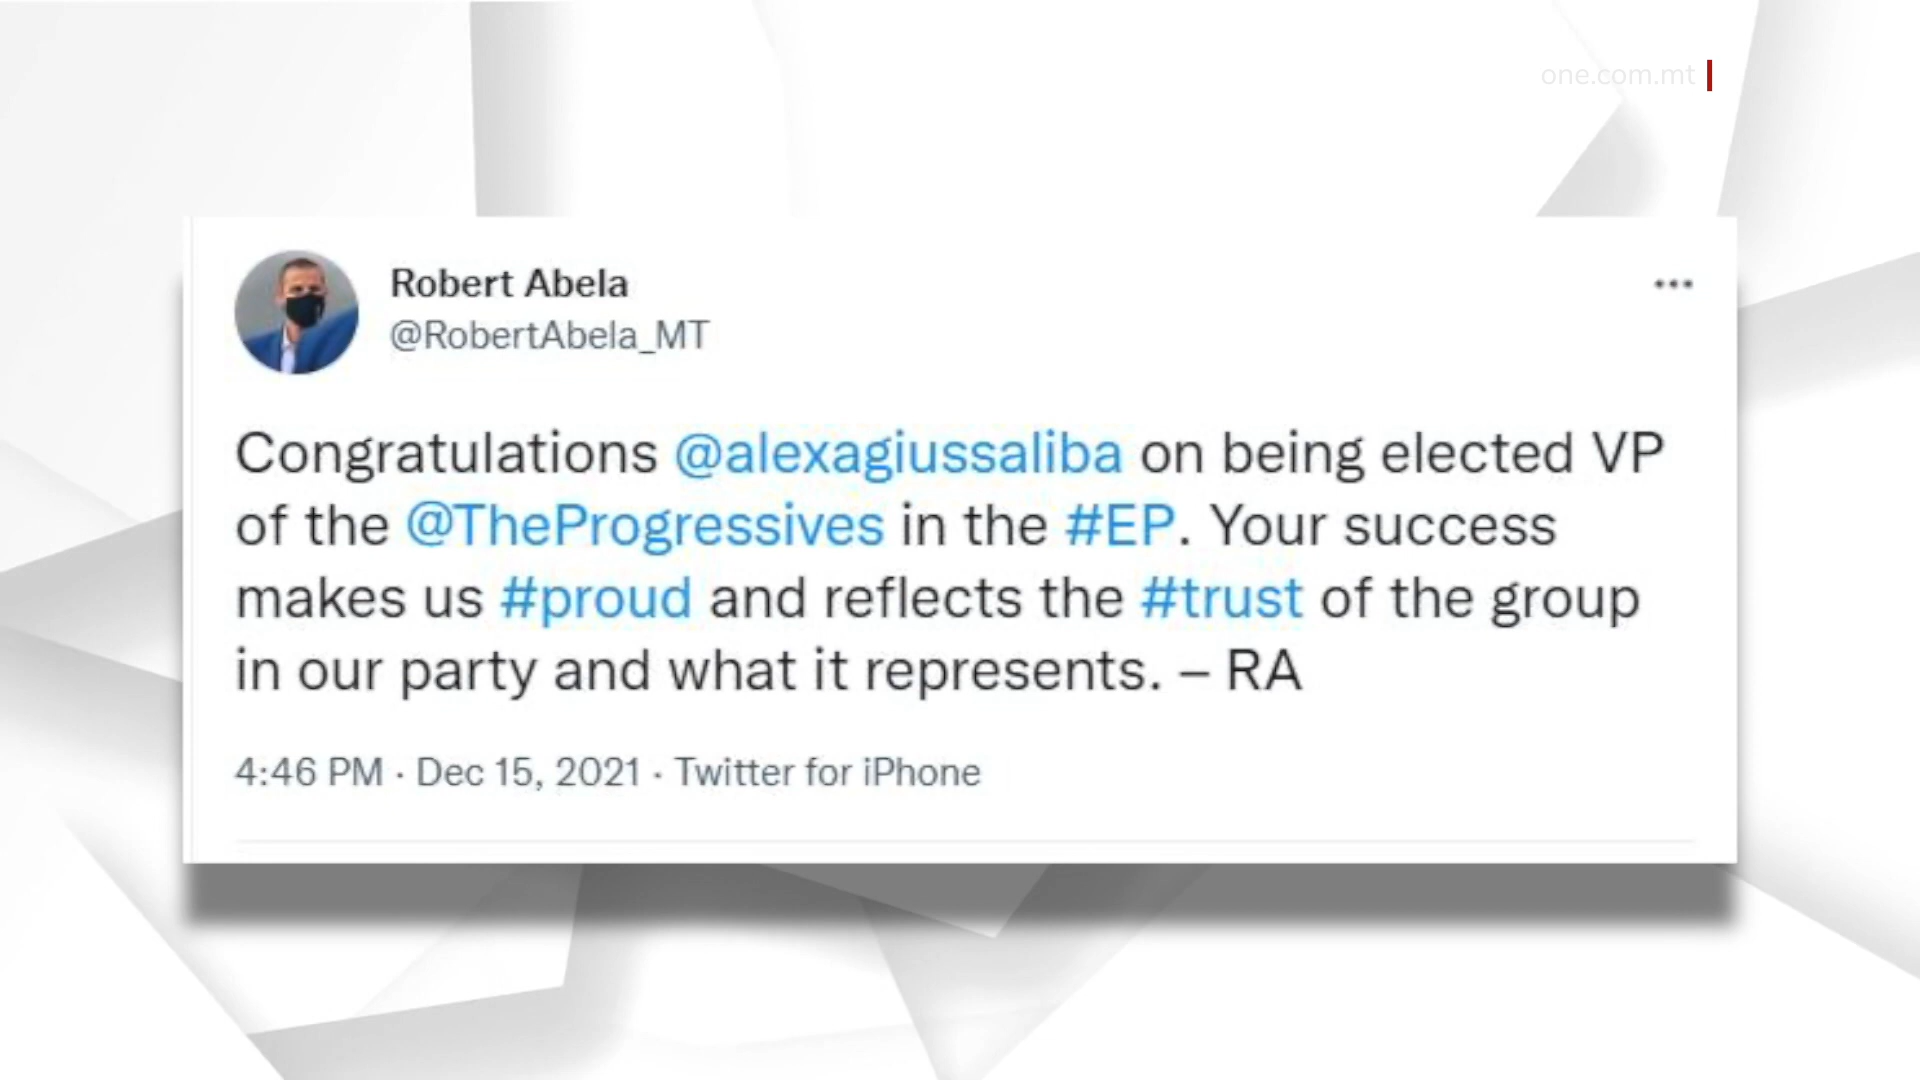 one.com.mt
Robert Abela
@RobertAbela_MT
Congratulations @alexagiussaliba on being elected VP
of the @TheProgressives in the #EP. Your success
makes us #proud and reflects the #trust of the group
in our party and what it represents. – RA
4:46 PM · Dec 15, 2021 · Twitter for iPhone